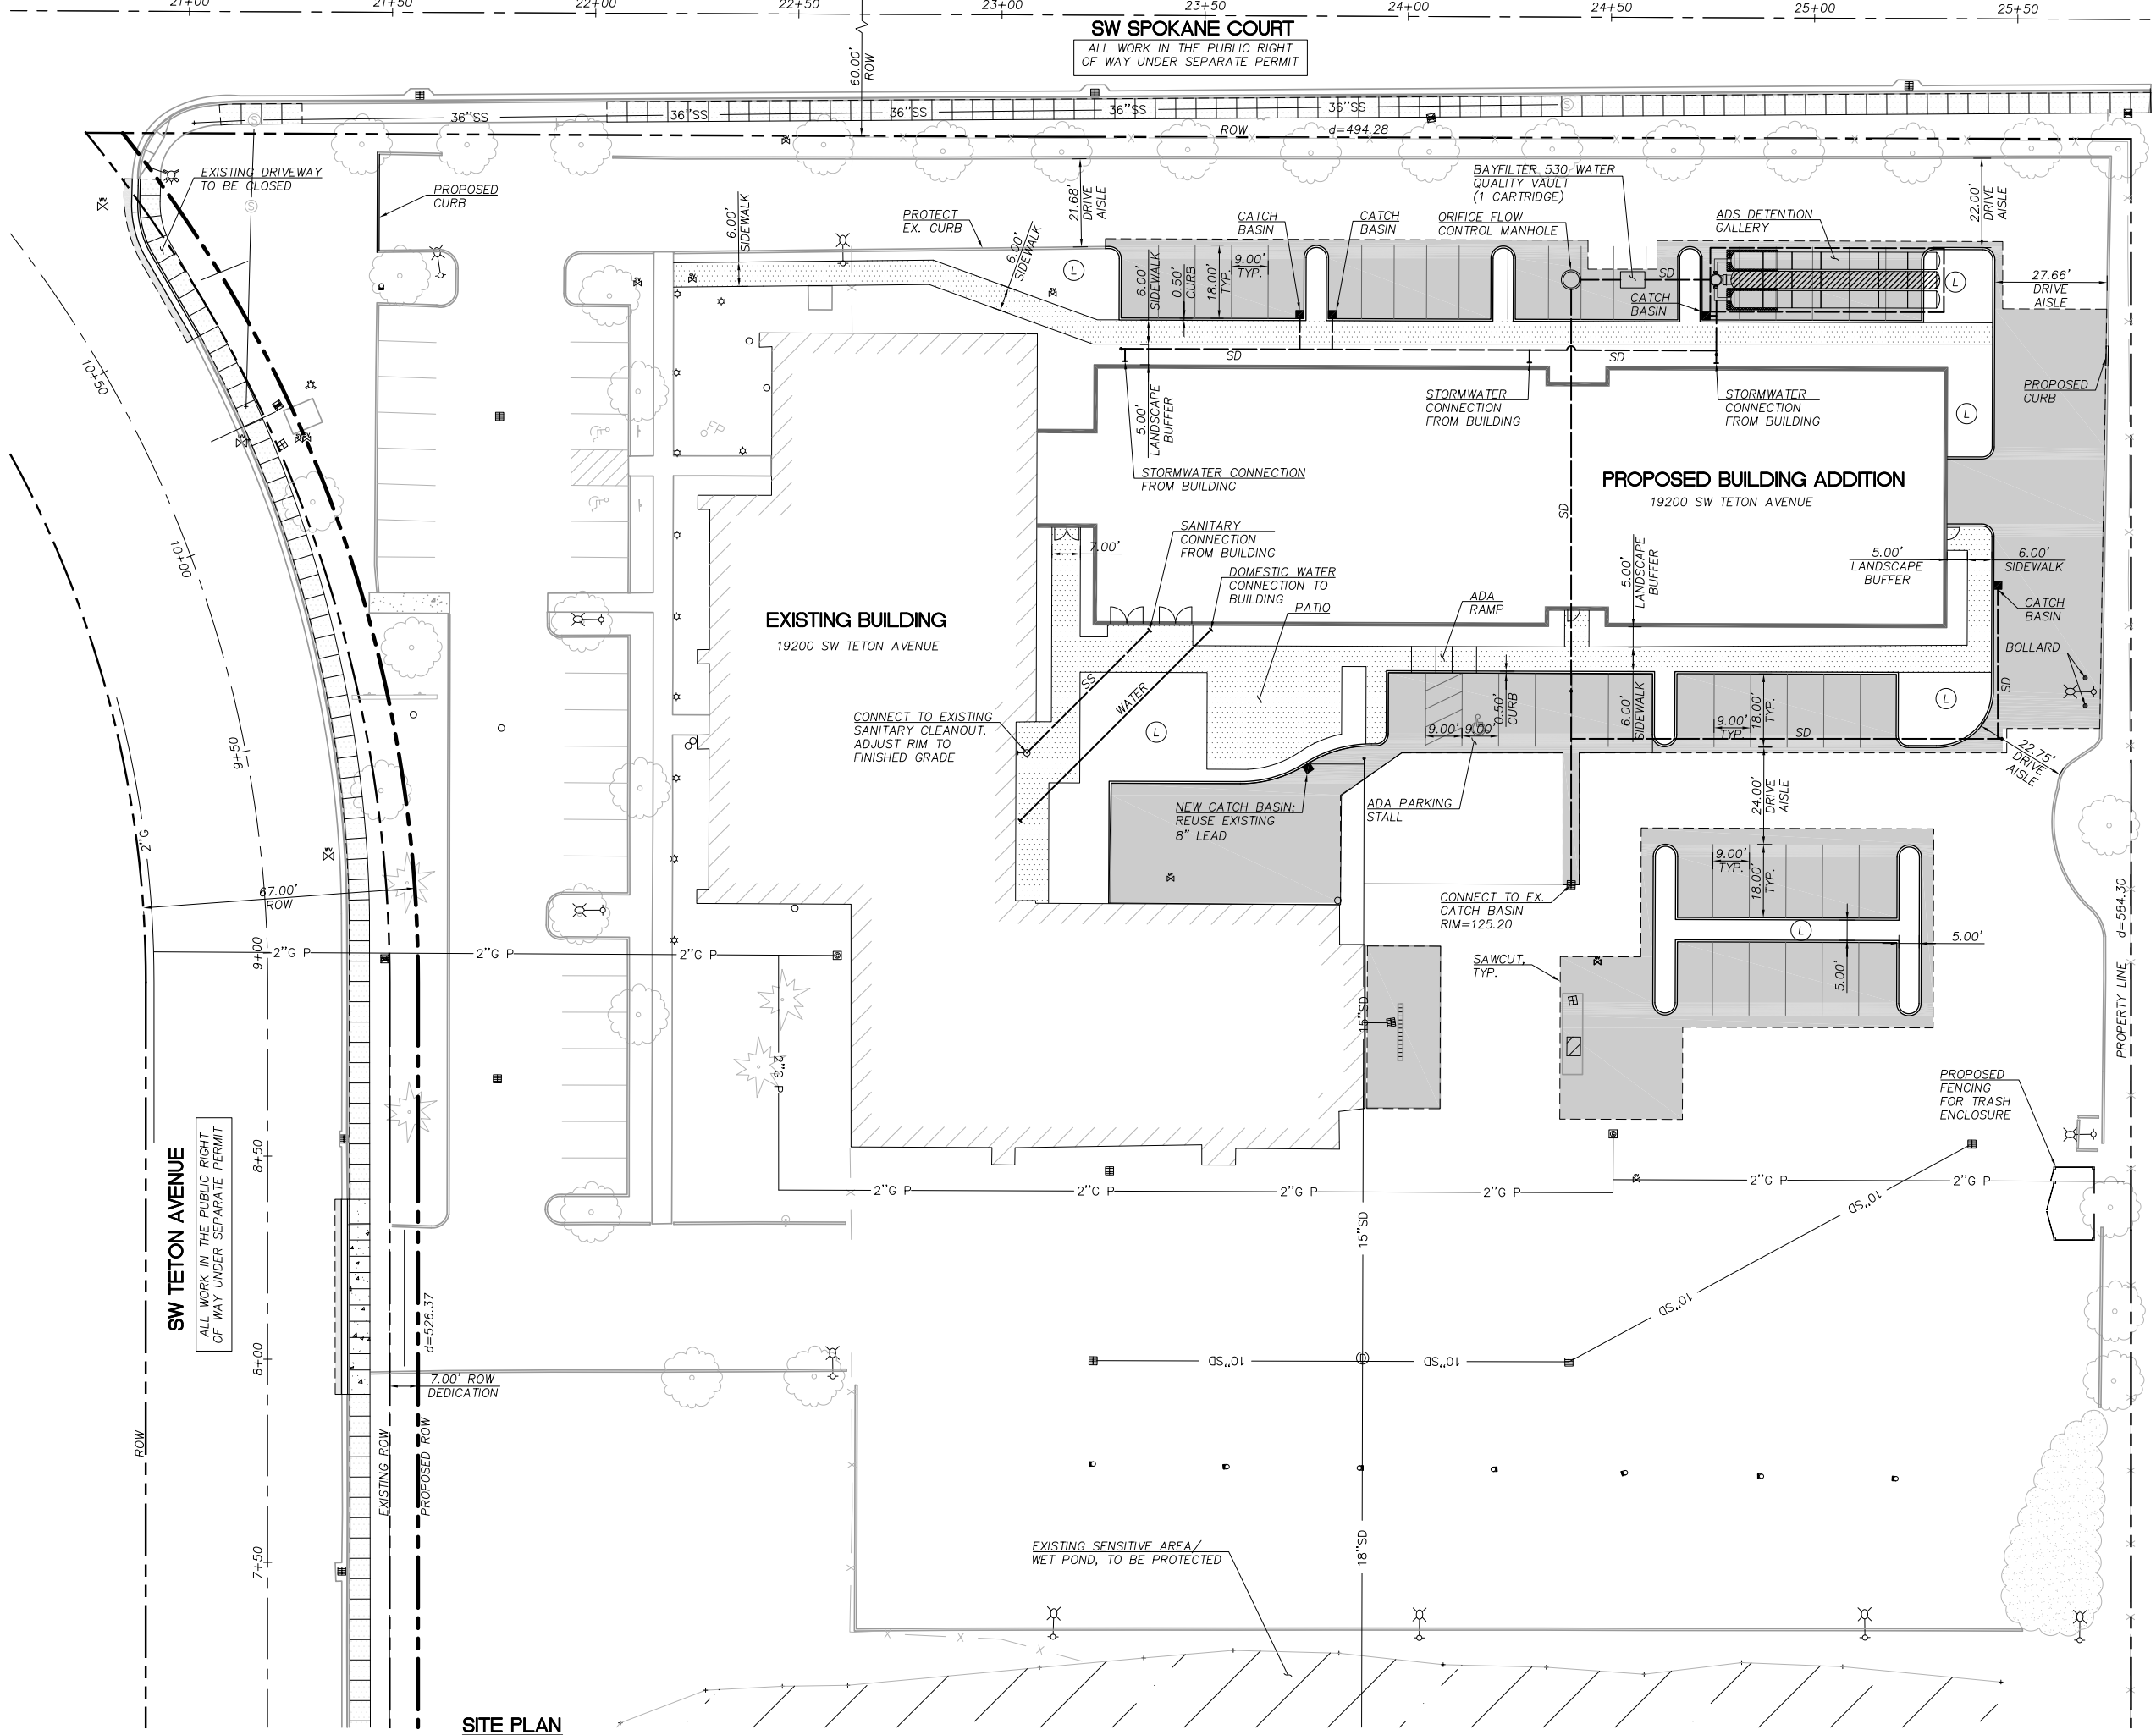 21+00
21+50
22+00
22+50
23+00
23+50
24+00
24+50
25+00
25+50
SW SPOKANE COURT
ALL WORK IN THE PUBLIC RIGHT
OF WAY UNDER SEPARATE PERMIT
60.00'
ROW
36"SS
36"SS
36"SS
36"SS
36"SS
ROW
d=494.28
EXISTING DRIVEWAY
TO BE CLOSED
PROPOSED
CURB
6.00'
SIDEWALK
PROTECT
EX. CURB
6.00'
SIDEWALK
21.68'
DRIVE
AISLE
CATCH
BASIN
CATCH
BASIN
BAYFILTER 530 WATER
QUALITY VAULT
(1 CARTRIDGE)
ORIFICE FLOW
CONTROL MANHOLE
ADS DETENTION
GALLERY
22.00'
DRIVE
AISLE
L
6.00'
SIDEWALK
0.50'
CURB
18.00'
TYP.
9.00'
TYP.
SD
CATCH
BASIN
L
27.66'
DRIVE
AISLE
SD
SD
5.00'
LANDSCAPE
BUFFER
STORMWATER
CONNECTION
FROM BUILDING
STORMWATER
CONNECTION
FROM BUILDING
PROPOSED
CURB
L
STORMWATER CONNECTION
FROM BUILDING
PROPOSED BUILDING ADDITION
19200 SW TETON AVENUE
SD
SANITARY
CONNECTION
FROM BUILDING
7.00'
DOMESTIC WATER
CONNECTION TO
BUILDING
PATIO
ADA
RAMP
5.00'
LANDSCAPE
BUFFER
5.00'
LANDSCAPE
BUFFER
6.00'
SIDEWALK
CATCH
BASIN
BOLLARD
EXISTING BUILDING
19200 SW TETON AVENUE
SS
WATER
CONNECT TO EXISTING
SANITARY CLEANOUT.
ADJUST RIM TO
FINISHED GRADE
L
9.00'
9.00'
0.50'
CURB
6.00'
SIDEWALK
9.00'
TYP.
18.00'
TYP.
SD
L
SD
22.75'
DRIVE
AISLE
NEW CATCH BASIN;
REUSE EXISTING
8" LEAD
ADA PARKING
STALL
24.00'
DRIVE
AISLE
9.00'
TYP.
18.00'
TYP.
CONNECT TO EX.
CATCH BASIN
RIM=125.20
L
5.00'
5.00'
SAWCUT,
TYP.
d=584.30
PROPERTY LINE
10+50
10+00
9+50
9+00
8+50
8+00
7+50
2"G
67.00'
ROW
2"G P
2"G P
2"G P
2"G P
15"SD
PROPOSED
FENCING
FOR TRASH
ENCLOSURE
SW TETON AVENUE
ALL WORK IN THE PUBLIC RIGHT
OF WAY UNDER SEPARATE PERMIT
2"G P
2"G P
2"G P
2"G P
2"G P
2"G P
15"SD
10"SD
10"SD
10"SD
10"SD
d=526.37
7.00' ROW
DEDICATION
ROW
EXISTING ROW
PROPOSED ROW
18"SD
EXISTING SENSITIVE AREA/
WET POND, TO BE PROTECTED
SITE PLAN